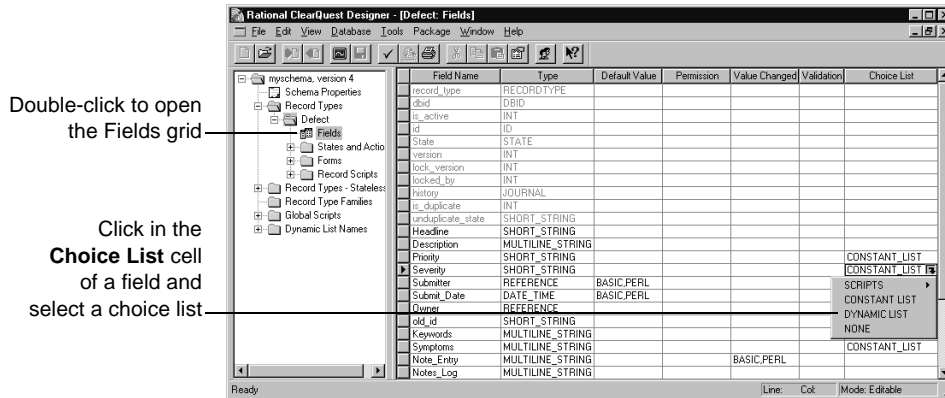 Rational ClearQuest Designer - [Defect: Fields]
File Edit View Database Tools Package Window Help
Double-click to open
the Fields grid
Click in the
Choice List cell
of a field and
select a choice list
myschema, version 4
Schema Properties
Record Types
Defect
Fields
States and Actio
Forms
Record Scripts
Record Types - Stateless
Record Type Families
Global Scripts
Dynamic List Names
Field Name Type Default Value Permission Value Changed Validation Choice List
record_type RECORDTYPE
dbid DBID
is_active INT
id ID
State STATE
version INT
lock_version INT
locked_by INT
history JOURNAL
is_duplicate INT
unduplicate_state SHORT_STRING
Headline SHORT_STRING
Description MULTILINE_STRING
Priority SHORT_STRING CONSTANT_LIST
Severity SHORT_STRING CONSTANT_LIST
Submitter REFERENCE BASIC,PERL
Submit_Date DATE_TIME BASIC,PERL
Owner REFERENCE
old_id SHORT_STRING
Keywords MULTILINE_STRING
Symptoms MULTILINE_STRING CONSTANT_LIST
Note_Entry MULTILINE_STRING BASIC,PERL
Notes_Log MULTILINE_STRING
SCRIPTS
CONSTANT LIST
DYNAMIC LIST
NONE
Ready Line: Col: Mode: Editable